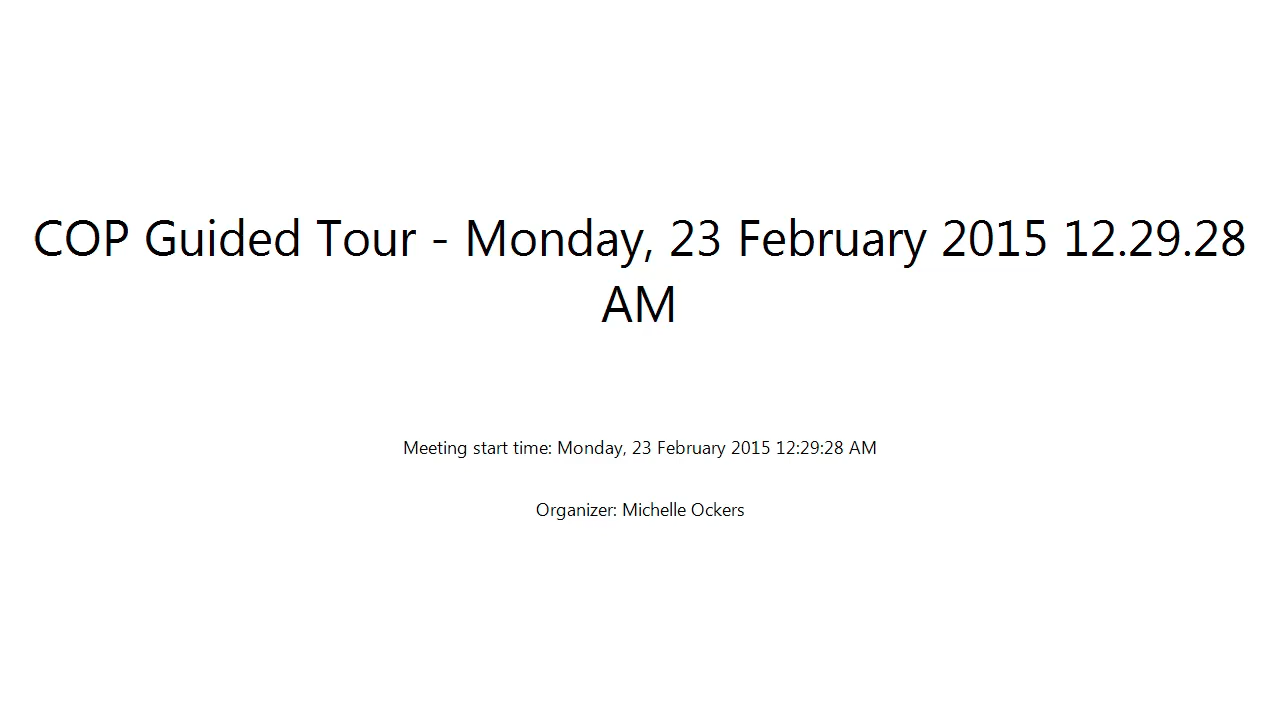 COP Guided Tour - Monday, 23 February 2015 12.29.28
AM
Meeting start time: Monday, 23 February 2015 12:29:28 AM
Organizer: Michelle Ockers